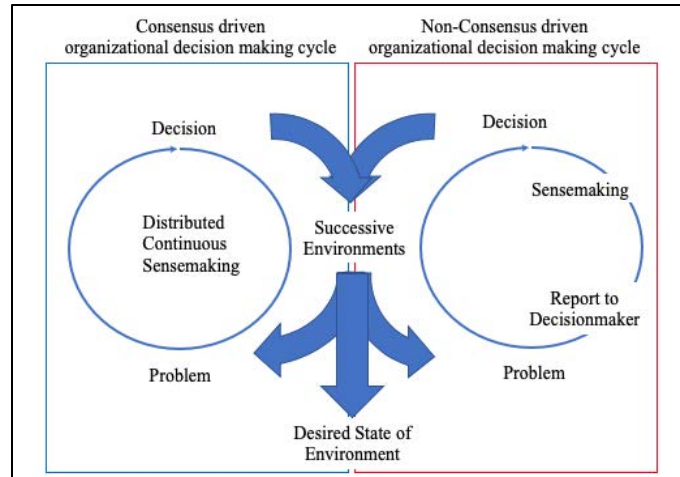 Consensus driven
organizational decision making cycle
Non-Consensus driven
organizational decision making cycle
Decision
Distributed
Continuous
Sensemaking
Problem
Successive
Environments
Desired State of
Environment
Decision
Sensemaking
Report to
Decisionmaker
Problem